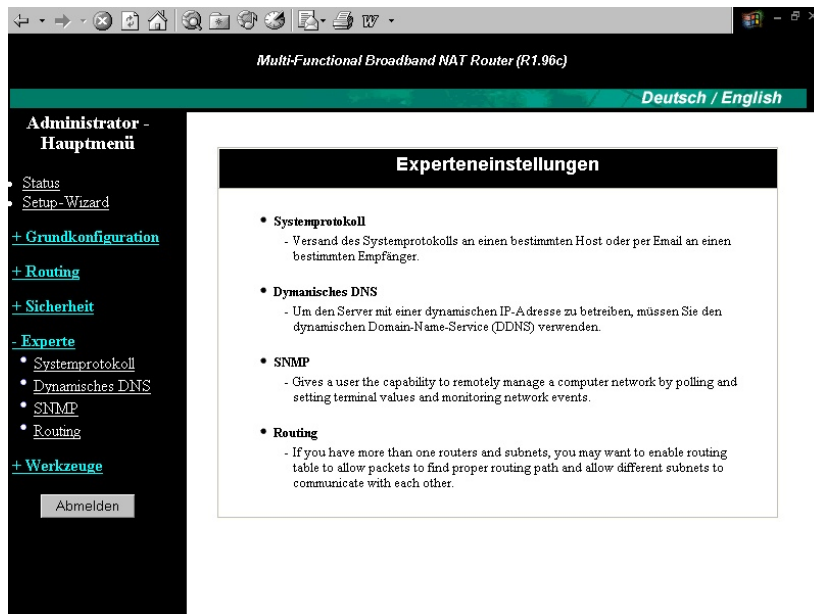 Multi-Functional Broadband NAT Router (R1.96c)
Deutsch / English
Administrator -
Hauptmenü
Status
Setup-Wizard
+ Grundkonfiguration
+ Routing
+ Sicherheit
- Experte
Systemprotokoll
Dynamisches DNS
SNMP
Routing
+ Werkzeuge
Abmelden
Experteneinstellungen
Systemprotokoll
- Versand des Systemprotokolls an einen bestimmten Host oder per Email an einen
bestimmten Empfänger.
Dymanisches DNS
- Um den Server mit einer dynamischen IP-Adresse zu betreiben, müssen Sie den
dynamischen Domain-Name-Service (DDNS) verwenden.
SNMP
- Gives a user the capability to remotely manage a computer network by polling and
setting terminal values and monitoring network events.
Routing
- If you have more than one routers and subnets, you may want to enable routing
table to allow packets to find proper routing path and allow different subnets to
communicate with each other.